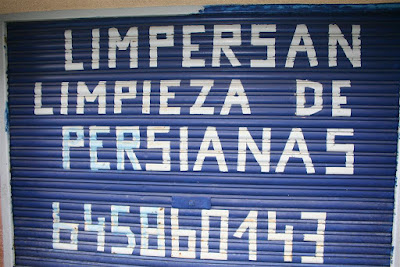 LIMPERSAN
LIMPIEZA DE
PERSIANAS
645860143